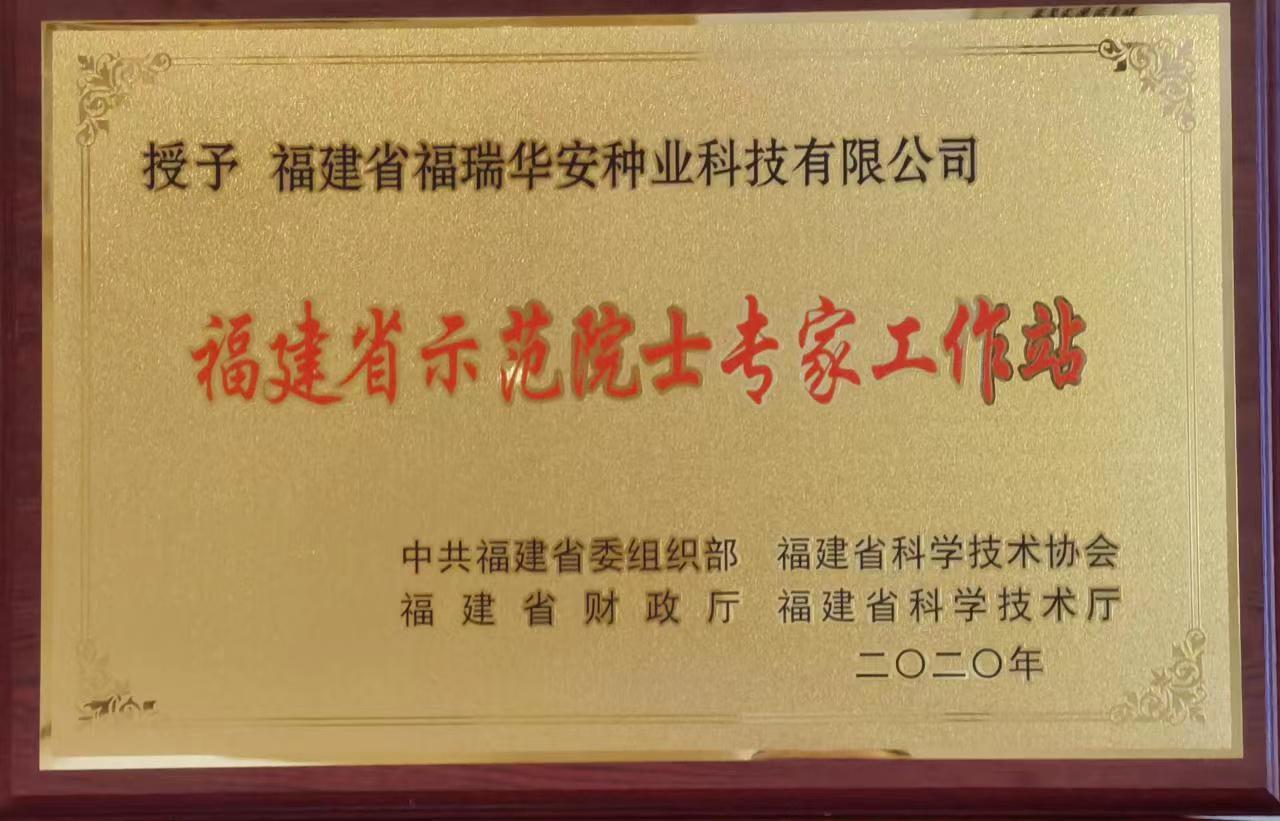 授予 福建省福瑞华安种业科技有限公司
福建省示范院士专家工作站
中共福建省委组织部 福建省科学技术协会
福建省财政厅 福建省科学技术厅
二〇二〇年